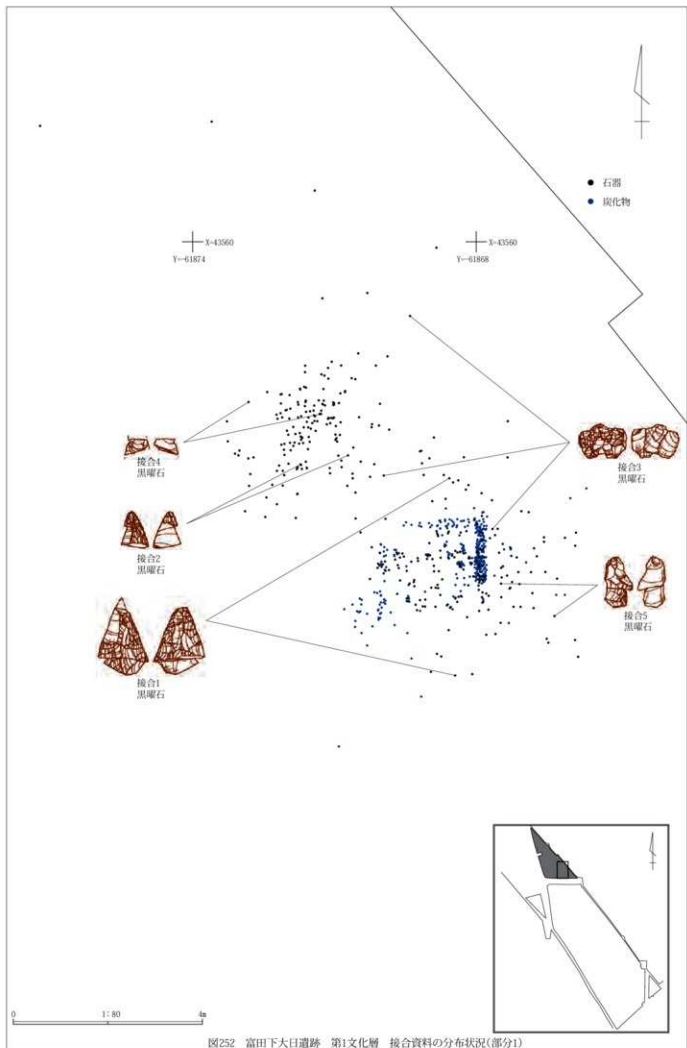 石器
炭化物
X=43560
Y=-61874
X=43560
Y=-61868
接合4
黒曜石
接合3
黒曜石
接合2
黒曜石
接合5
黒曜石
接合1
黒曜石
0 1:80 4m
図252 富田下大日遺跡 第1文化層 接合資料の分布状況(部分1)